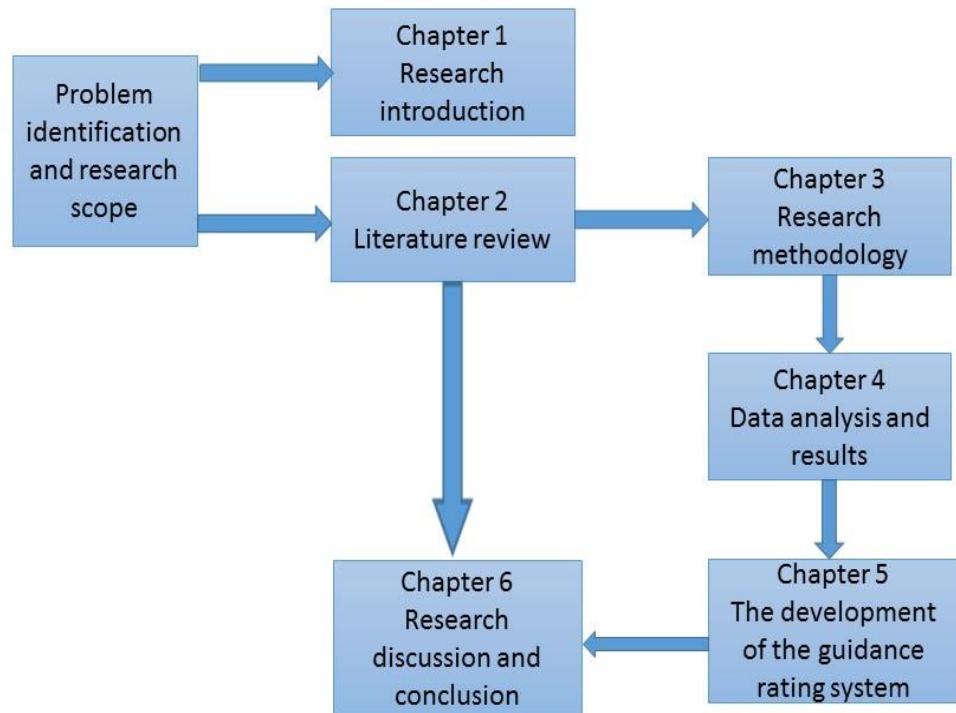 Problem
identification
and research
scope
Chapter 1
Research
introduction
Chapter 2
Literature review
Chapter 3
Research
methodology
Chapter 4
Data analysis and
results
Chapter 5
The development
of the guidance
rating system
Chapter 6
Research
discussion and
conclusion